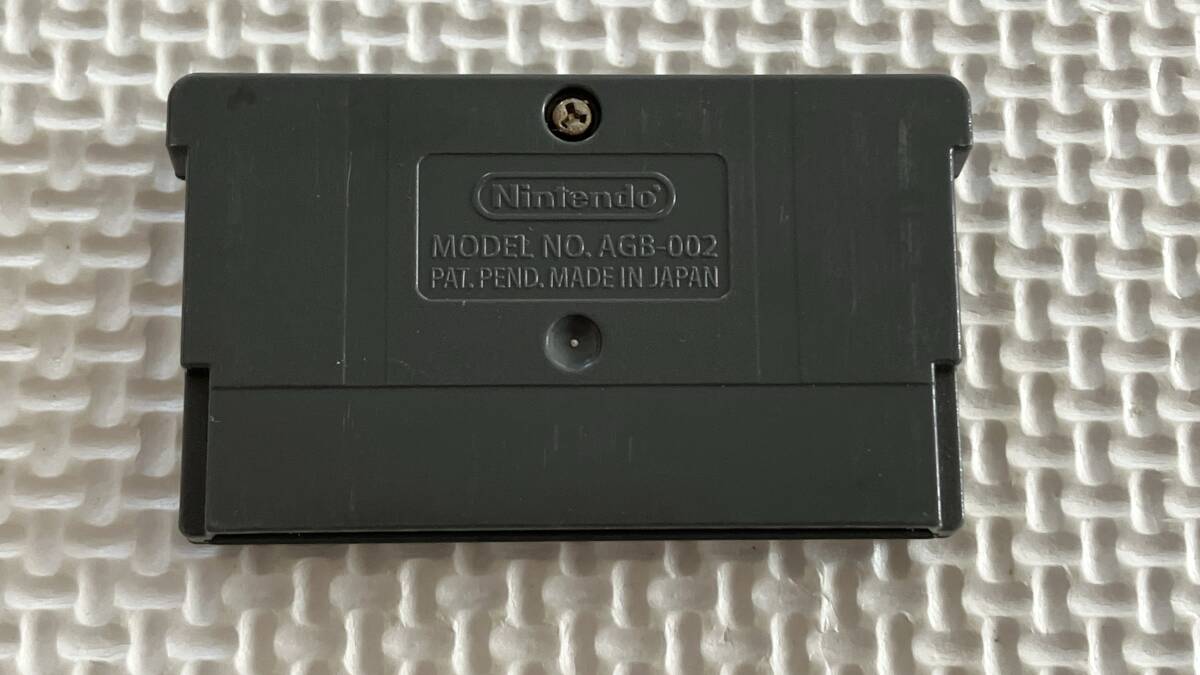 Nintendo®
MODEL NO. AGB-002
PAT. PEND. MADE IN JAPAN